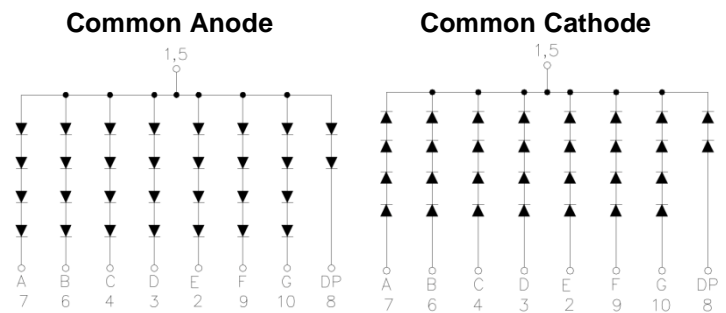 Common Anode
1,5
A B C D E F G DP
7 6 4 3 2 9 10 8
Common Cathode
1,5
A B C D E F G DP
7 6 4 3 2 9 10 8